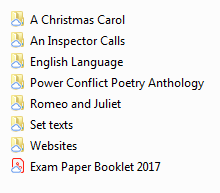 A Christmas Carol
An Inspector Calls
English Language
Power Conflict Poetry Anthology
Romeo and Juliet
Set texts
Websites
Exam Paper Booklet 2017